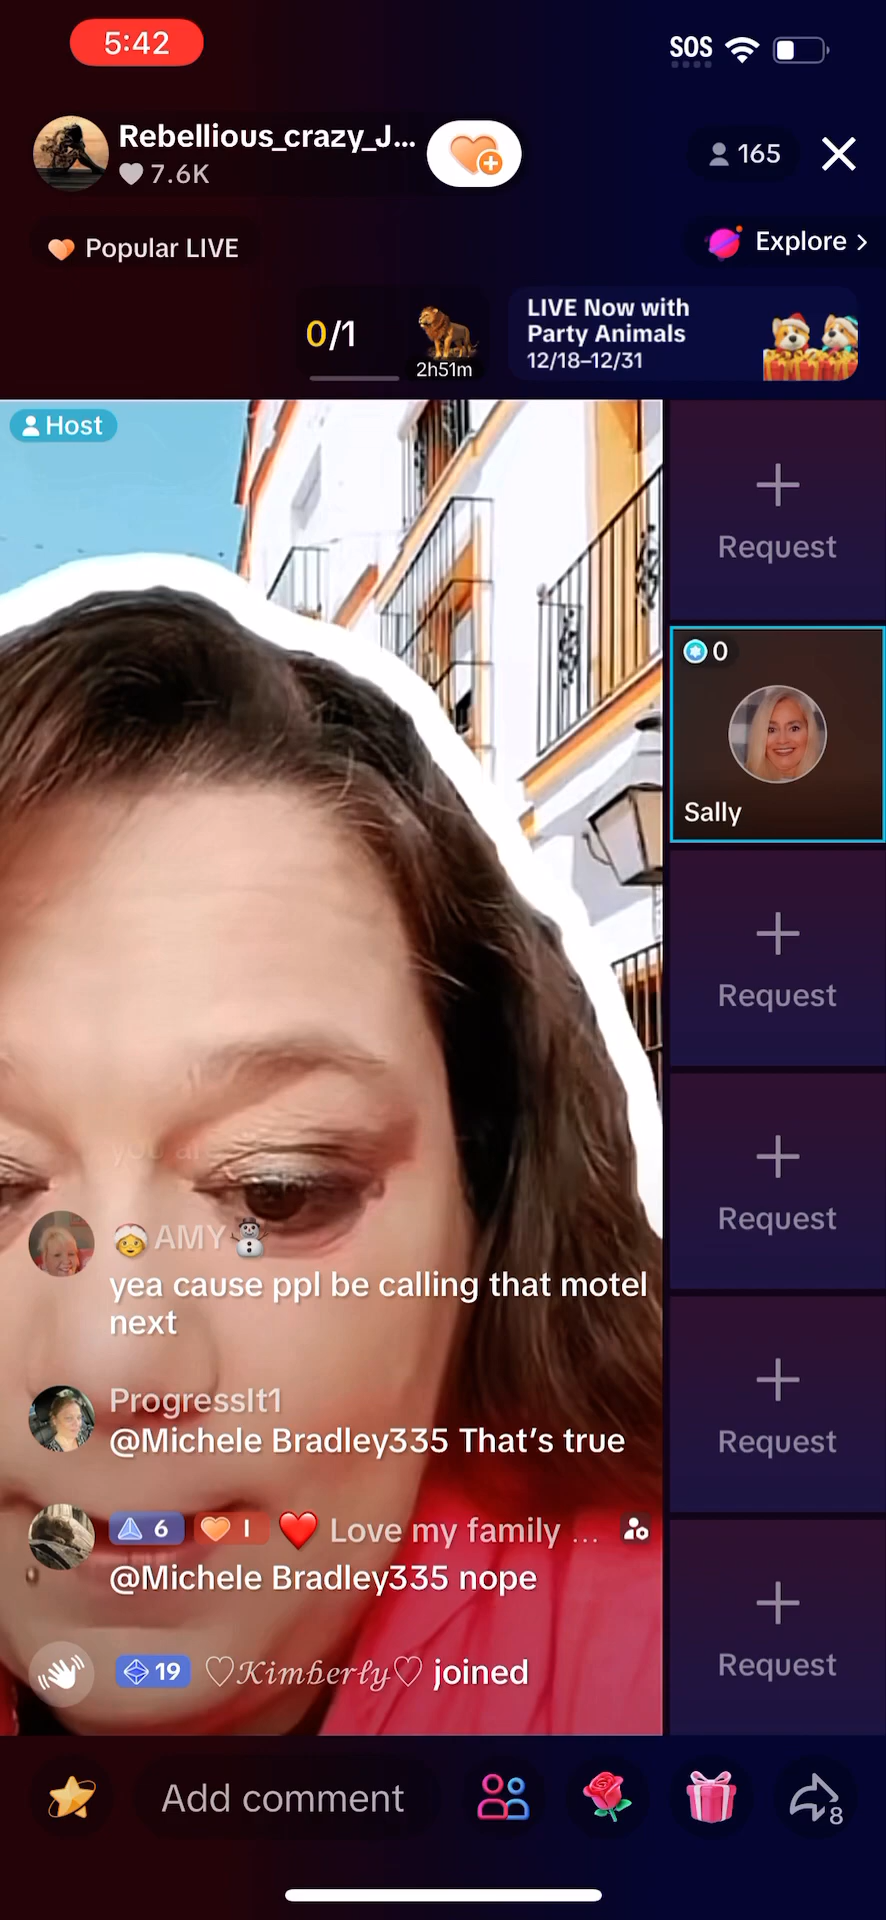 5:42
SOS
Rebellious_crazy_J...
7.6K
165
Popular LIVE
Explore >
0/1
2h51m
LIVE Now with
Party Animals
12/18–12/31
Host
Request
0
Sally
Request
Request
Request
Request
you ar
🤶AMY⛄
yea cause ppl be calling that motel
next
ProgressIt1
@Michele Bradley335 That's true
6 I ❤️ Love my family ...
@Michele Bradley335 nope
19 ♡𝓚𝓲𝓶𝓫𝓮𝓻𝓵𝔂♡ joined
Add comment
8